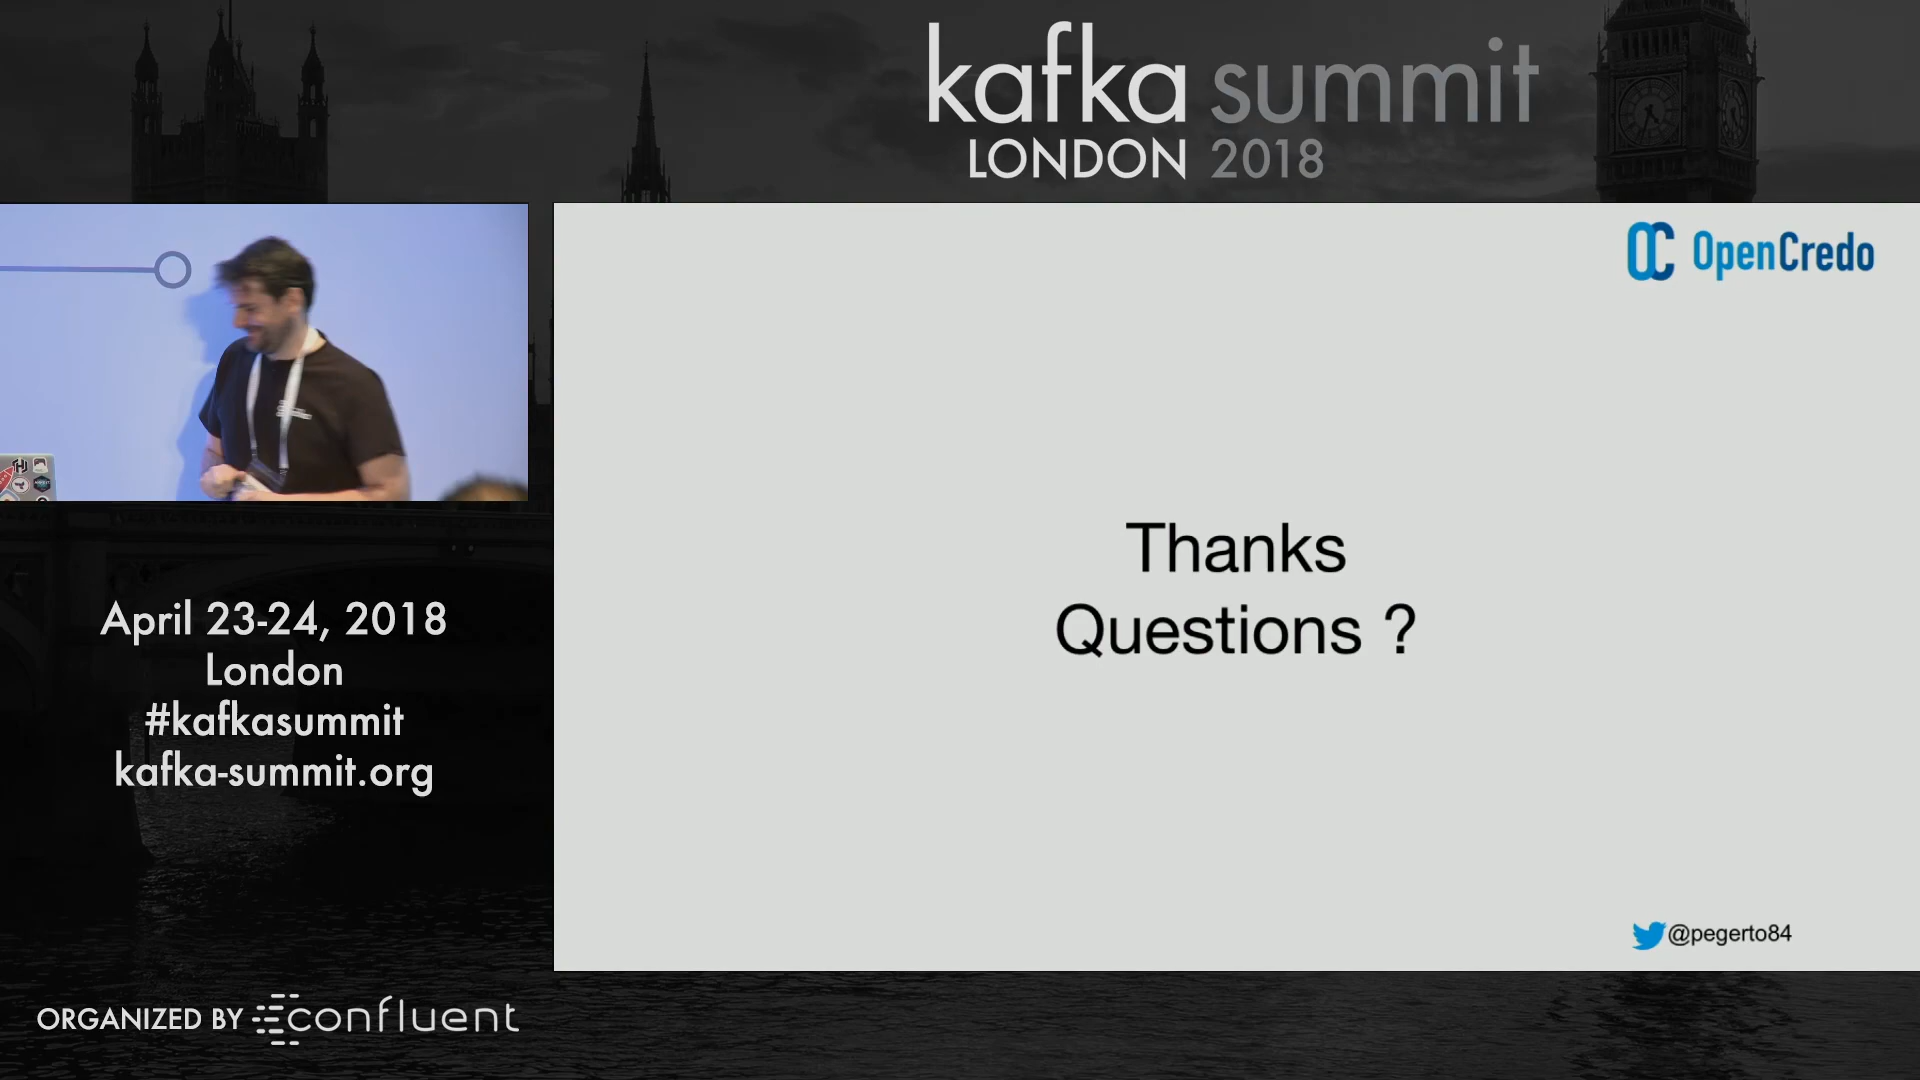 kafka summit
LONDON 2018
OpenCredo
Thanks
Questions ?
@pegerto84
April 23-24, 2018
London
#kafkasummit
kafka-summit.org
ORGANIZED BY confluent